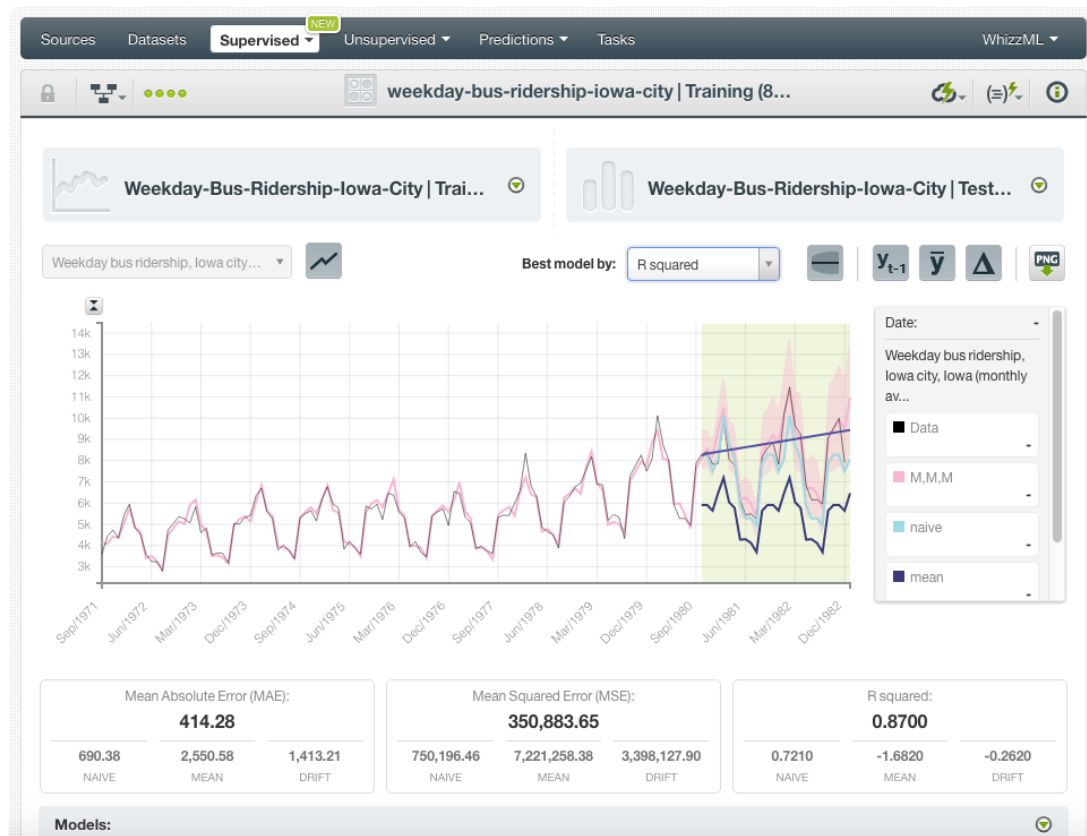 NEW
Sources Datasets Supervised Unsupervised Predictions Tasks WhizzML
weekday-bus-ridership-iowa-city | Training (8...
Weekday-Bus-Ridership-Iowa-City | Trai... Weekday-Bus-Ridership-Iowa-City | Test...
Weekday bus ridership, Iowa city... Best model by: R squared yt-1 y̅ Δ PNG
14k
13k
12k
11k
10k
9k
8k
7k
6k
5k
4k
3k
Sep/1971 Jun/1972 Mar/1973 Dec/1973 Sep/1974 Jun/1975 Mar/1976 Dec/1976 Sep/1977 Jun/1978 Mar/1979 Dec/1979 Sep/1980 Jun/1981 Mar/1982 Dec/1982
Date: -
Weekday bus ridership,
Iowa city, Iowa (monthly
av...
Data
-
M,M,M
-
naive
-
mean
-
Mean Absolute Error (MAE): Mean Squared Error (MSE): R squared:
414.28 350,883.65 0.8700
690.38 2,550.58 1,413.21 750,196.46 7,221,258.38 3,398,127.90 0.7210 -1.6820 -0.2620
NAIVE MEAN DRIFT NAIVE MEAN DRIFT NAIVE MEAN DRIFT
Models: